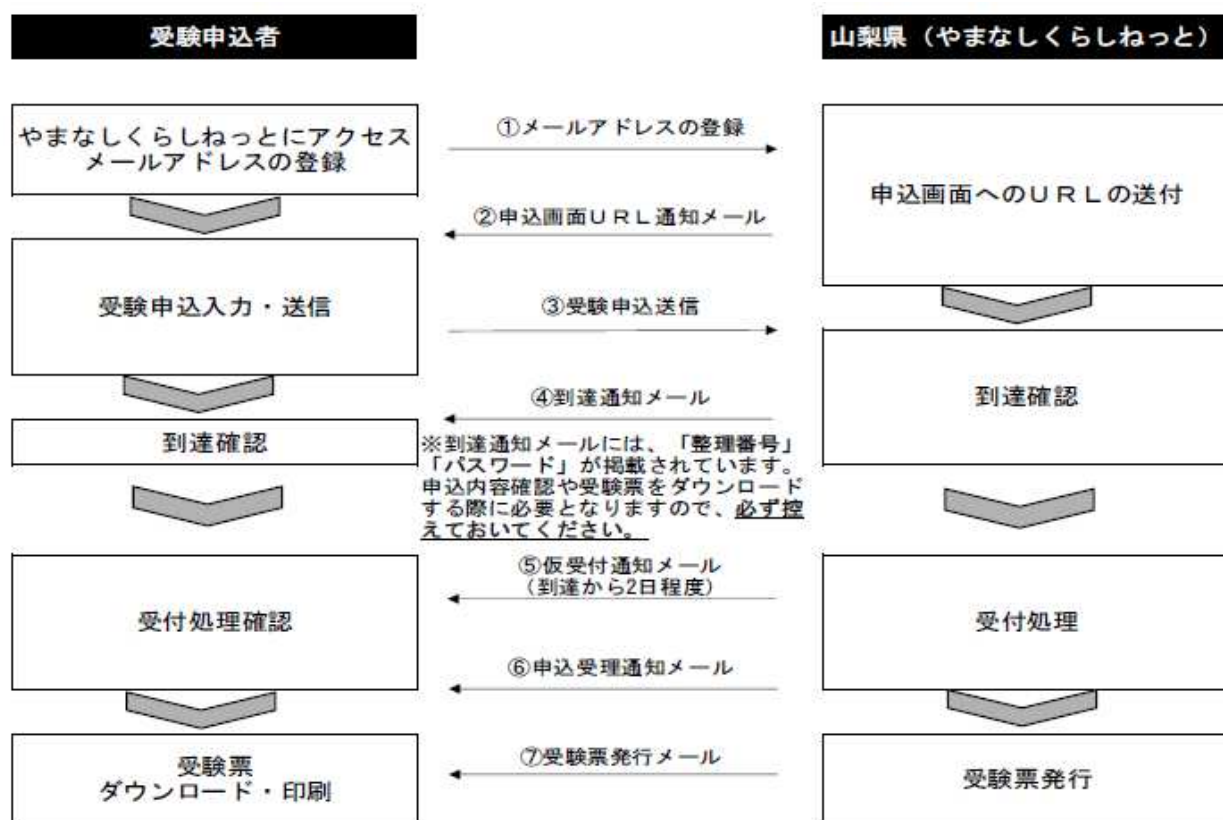 受験申込者
山梨県（やまなしくらしねっと）
やまなしくらしねっとにアクセス
メールアドレスの登録
①メールアドレスの登録
申込画面へのＵＲＬの送付
②申込画面ＵＲＬ通知メール
受験申込入力・送信
③受験申込送信
到達確認
④到達通知メール
到達確認
※到達通知メールには、「整理番号」
「パスワード」が掲載されています。
申込内容確認や受験票をダウンロード
する際に必要となりますので、必ず控
えておいてください。
⑤仮受付通知メール
（到達から2日程度）
受付処理確認
受付処理
⑥申込受理通知メール
⑦受験票発行メール
受験票
ダウンロード・印刷
受験票発行